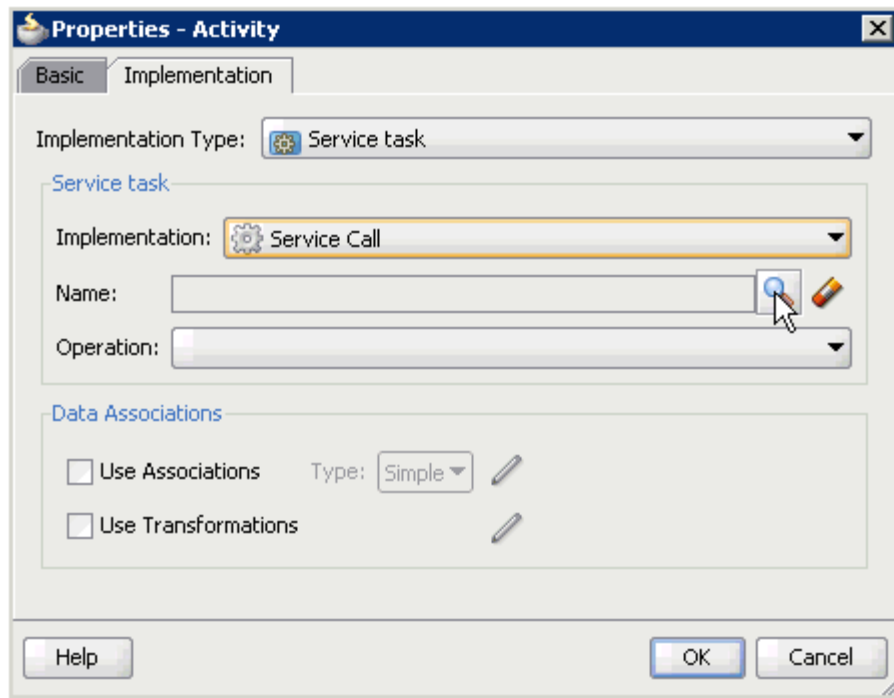 Properties - Activity
Basic Implementation
Implementation Type: Service task
Service task
Implementation: Service Call
Name:
Operation:
Data Associations
Use Associations Type: Simple
Use Transformations
Help OK Cancel